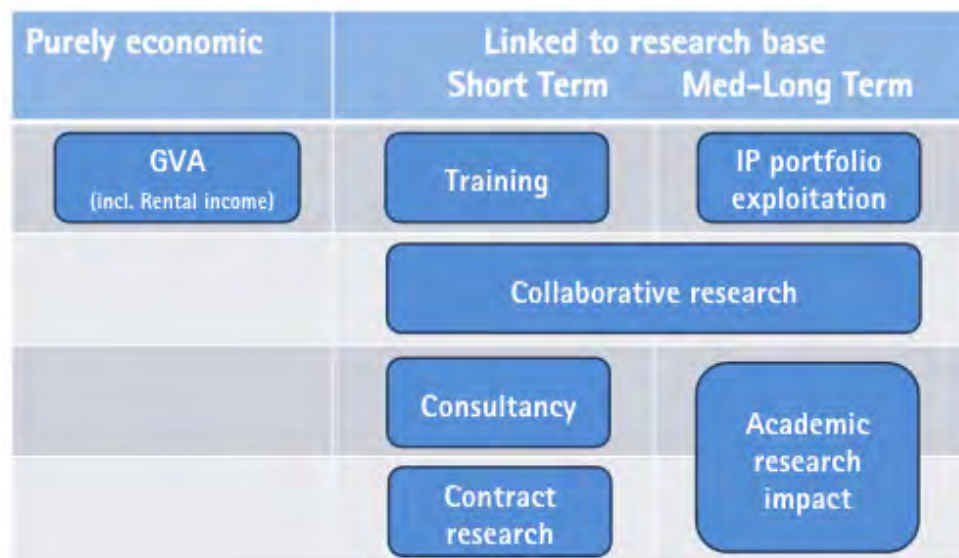 Purely economic
Linked to research base
Short Term
Med-Long Term
GVA
(incl. Rental income)
Training
IP portfolio
exploitation
Collaborative research
Consultancy
Academic
research
impact
Contract
research